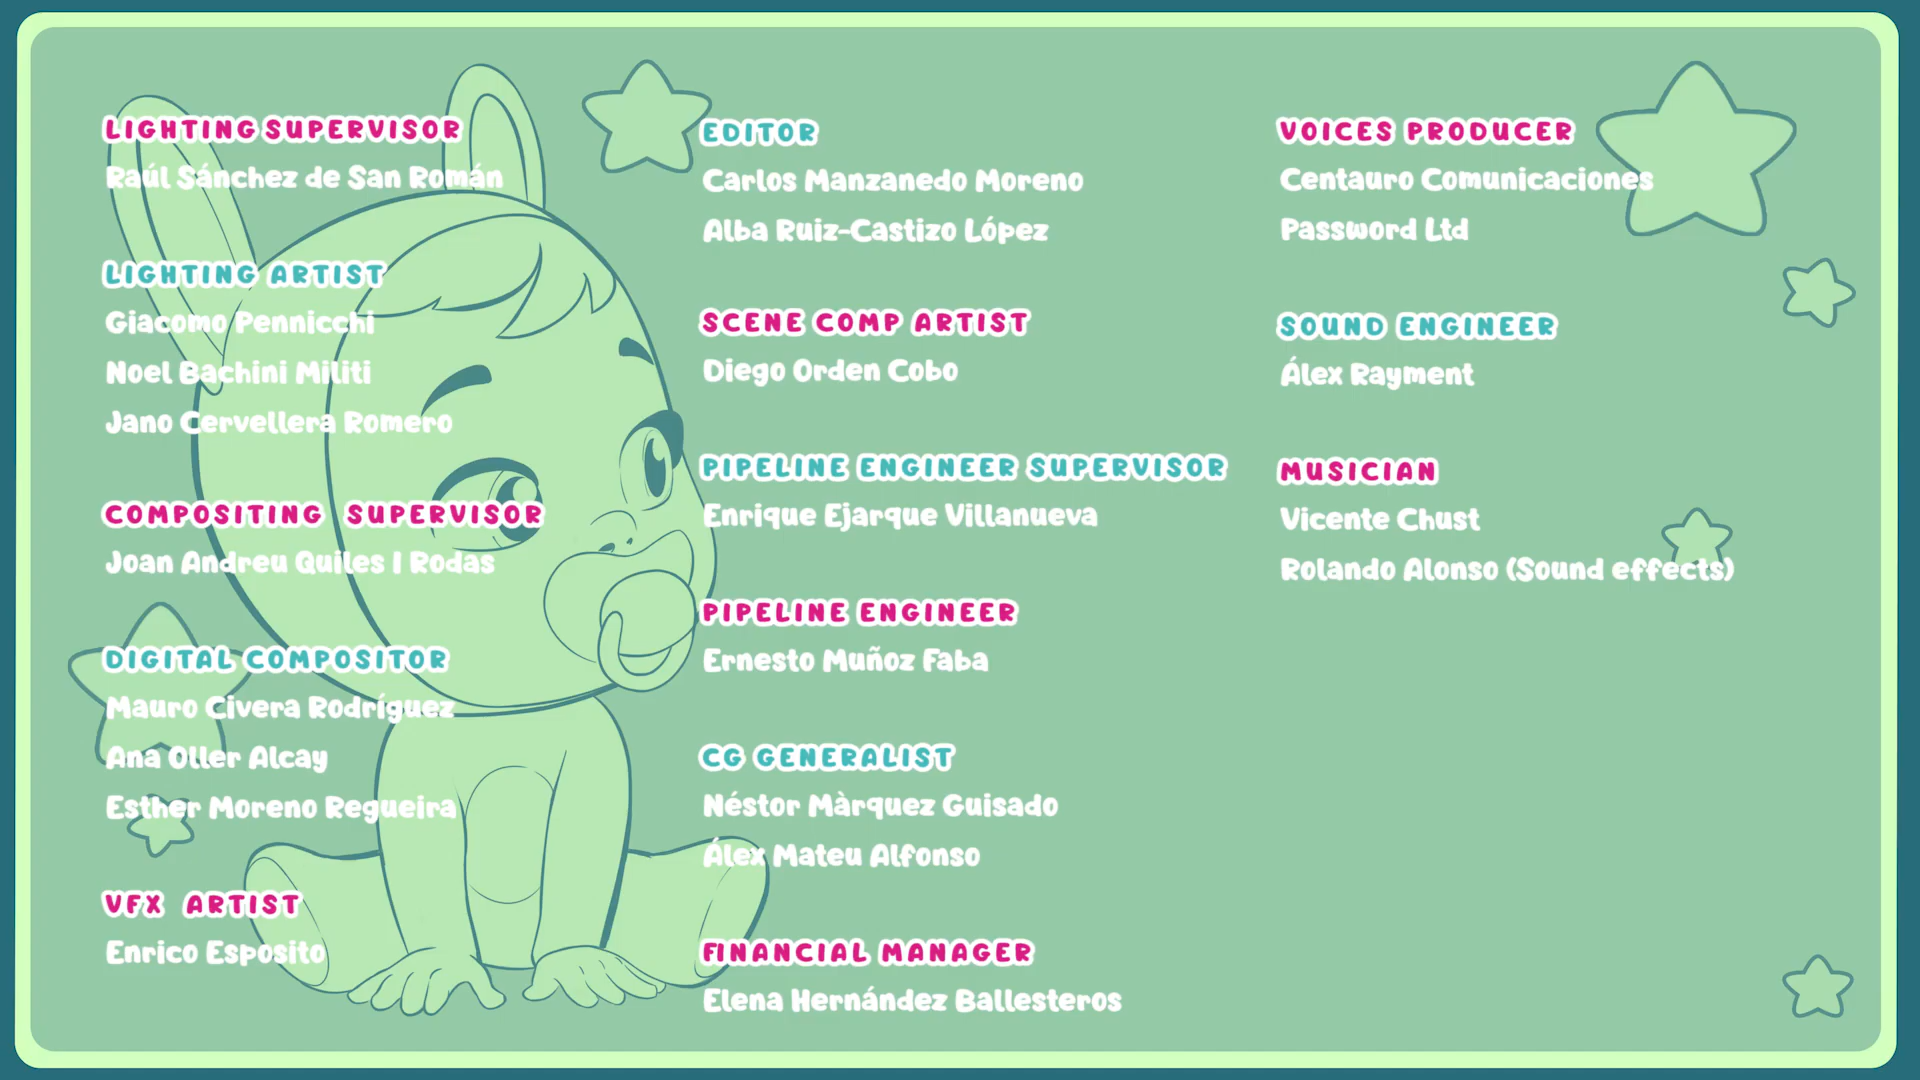 LIGHTING SUPERVISOR
Raúl Sánchez de San Román
LIGHTING ARTIST
Giacomo Pennicchi
Noel Bachini Militi
Jano Cervellera Romero
COMPOSITING SUPERVISOR
Joan Andreu Quiles I Rodas
DIGITAL COMPOSITOR
Mauro Civera Rodríguez
Ana Oller Alcay
Esther Moreno Regueira
VFX ARTIST
Enrico Esposito
EDITOR
Carlos Manzanedo Moreno
Alba Ruiz-Castizo López
SCENE COMP ARTIST
Diego Orden Cobo
PIPELINE ENGINEER SUPERVISOR
Enrique Ejarque Villanueva
PIPELINE ENGINEER
Ernesto Muñoz Faba
CG GENERALIST
Néstor Màrquez Guisado
Álex Mateu Alfonso
FINANCIAL MANAGER
Elena Hernández Ballesteros
VOICES PRODUCER
Centauro Comunicaciones
Password Ltd
SOUND ENGINEER
Álex Rayment
MUSICIAN
Vicente Chust
Rolando Alonso (Sound effects)